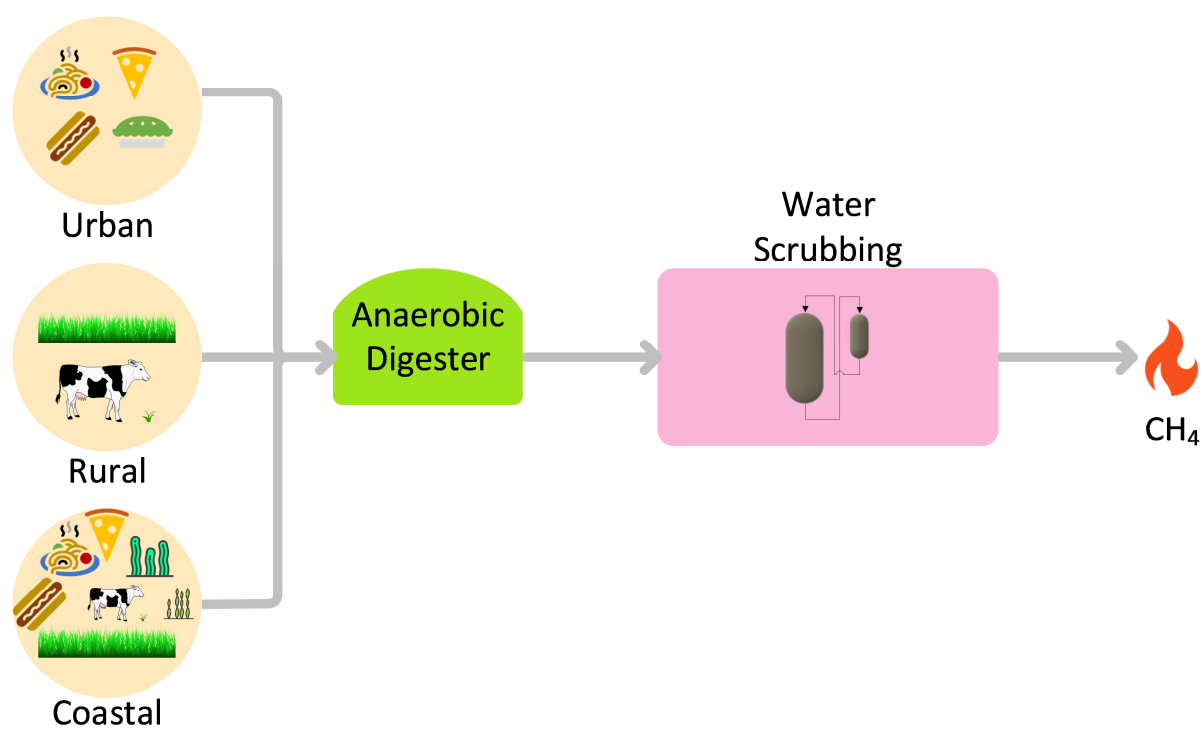 Urban
Rural
Coastal
Anaerobic
Digester
Water
Scrubbing
CH₄